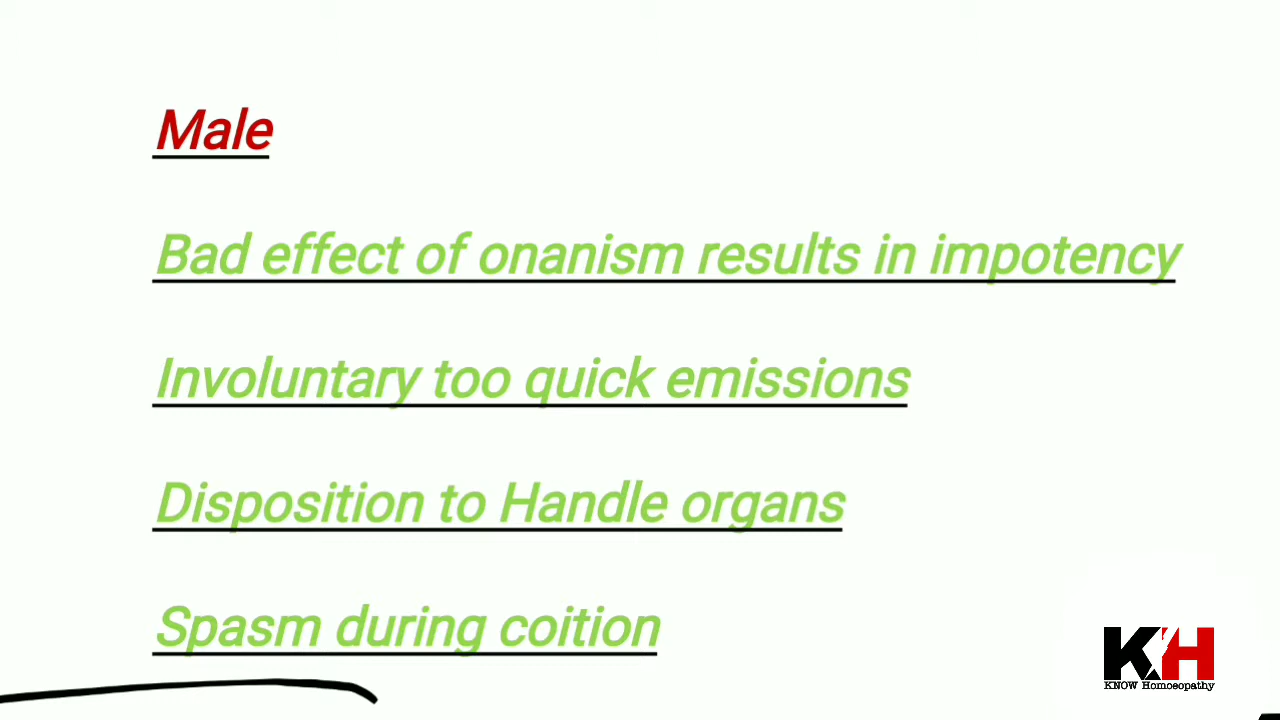 Male
Bad effect of onanism results in impotency
Involuntary too quick emissions
Disposition to Handle organs
Spasm during coition
KH
KNOW Homoeopathy